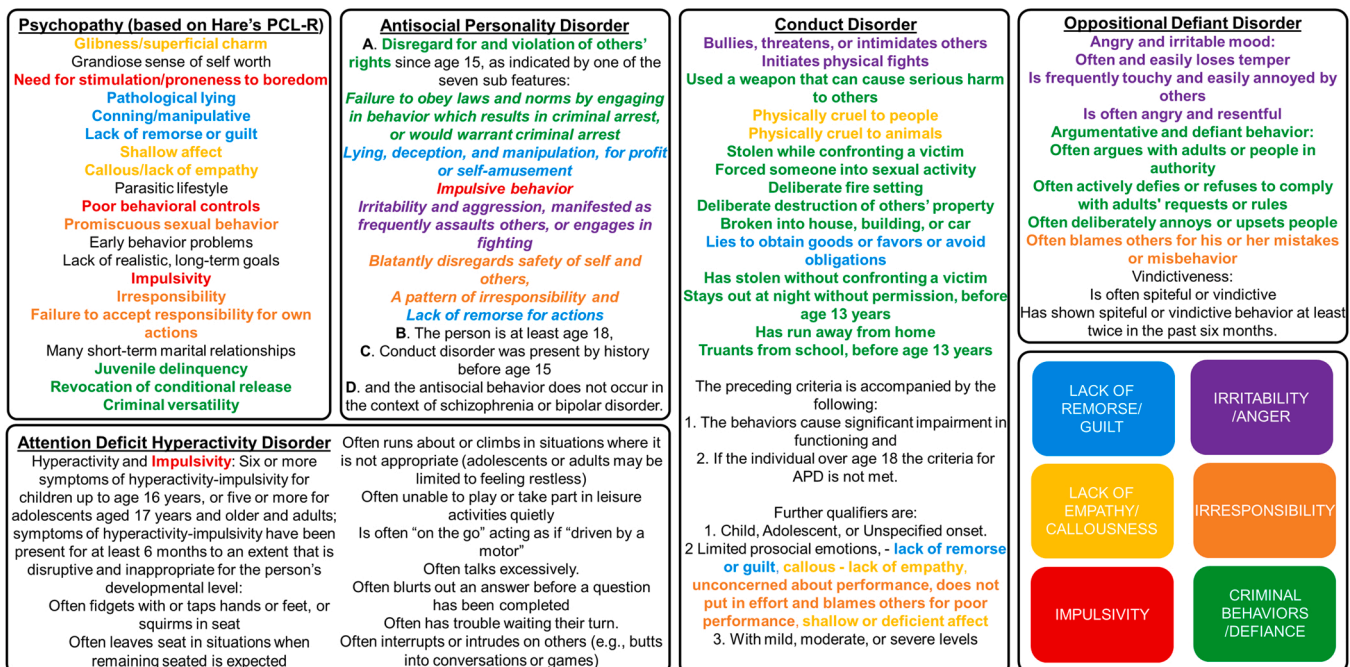 Psychopathy (based on Hare's PCL-R)
Glibness/superficial charm
Grandiose sense of self worth
Need for stimulation/proneness to boredom
Pathological lying
Conning/manipulative
Lack of remorse or guilt
Shallow affect
Callous/lack of empathy
Parasitic lifestyle
Poor behavioral controls
Promiscuous sexual behavior
Early behavior problems
Lack of realistic, long-term goals
Impulsivity
Irresponsibility
Failure to accept responsibility for own
actions
Many short-term marital relationships
Juvenile delinquency
Revocation of conditional release
Criminal versatility
Antisocial Personality Disorder
A. Disregard for and violation of others'
rights since age 15, as indicated by one of the
seven sub features:
Failure to obey laws and norms by engaging
in behavior which results in criminal arrest,
or would warrant criminal arrest
Lying, deception, and manipulation, for profit
or self-amusement
Impulsive behavior
Irritability and aggression, manifested as
frequently assaults others, or engages in
fighting
Blatantly disregards safety of self and
others,
A pattern of irresponsibility and
Lack of remorse for actions
B. The person is at least age 18,
C. Conduct disorder was present by history
before age 15
D. and the antisocial behavior does not occur in
the context of schizophrenia or bipolar disorder.
Conduct Disorder
Bullies, threatens, or intimidates others
Initiates physical fights
Used a weapon that can cause serious harm
to others
Physically cruel to people
Physically cruel to animals
Stolen while confronting a victim
Forced someone into sexual activity
Deliberate fire setting
Deliberate destruction of others' property
Broken into house, building, or car
Lies to obtain goods or favors or avoid
obligations
Has stolen without confronting a victim
Stays out at night without permission, before
age 13 years
Has run away from home
Truants from school, before age 13 years
The preceding criteria is accompanied by the
following:
1. The behaviors cause significant impairment in
functioning and
2. If the individual over age 18 the criteria for
APD is not met.
Further qualifiers are:
1. Child, Adolescent, or Unspecified onset.
2 Limited prosocial emotions, - lack of remorse
or guilt, callous - lack of empathy,
unconcerned about performance, does not
put in effort and blames others for poor
performance, shallow or deficient affect
3. With mild, moderate, or severe levels
Oppositional Defiant Disorder
Angry and irritable mood:
Often and easily loses temper
Is frequently touchy and easily annoyed by
others
Is often angry and resentful
Argumentative and defiant behavior:
Often argues with adults or people in
authority
Often actively defies or refuses to comply
with adults' requests or rules
Often deliberately annoys or upsets people
Often blames others for his or her mistakes
or misbehavior
Vindictiveness:
Is often spiteful or vindictive
Has shown spiteful or vindictive behavior at least
twice in the past six months.
Attention Deficit Hyperactivity Disorder
Hyperactivity and Impulsivity: Six or more
symptoms of hyperactivity-impulsivity for
children up to age 16 years, or five or more for
adolescents aged 17 years and older and adults;
symptoms of hyperactivity-impulsivity have been
present for at least 6 months to an extent that is
disruptive and inappropriate for the person's
developmental level:
Often fidgets with or taps hands or feet, or
squirms in seat
Often leaves seat in situations when
remaining seated is expected
Often runs about or climbs in situations where it
is not appropriate (adolescents or adults may be
limited to feeling restless)
Often unable to play or take part in leisure
activities quietly
Is often "on the go" acting as if "driven by a
motor"
Often talks excessively.
Often blurts out an answer before a question
has been completed
Often has trouble waiting their turn.
Often interrupts or intrudes on others (e.g., butts
into conversations or games)
LACK OF
REMORSE/
GUILT
IRRITABILITY
/ANGER
LACK OF
EMPATHY/
CALLOUSNESS
IRRESPONSIBILITY
IMPULSIVITY
CRIMINAL
BEHAVIORS
/DEFIANCE